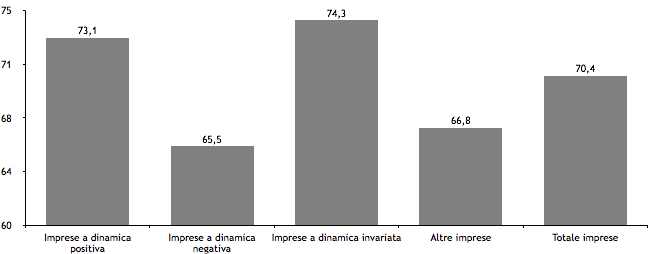 75
71
68
64
60
73,1
65,5
74,3
66,8
70,4
Imprese a dinamica
positiva
Imprese a dinamica
negativa
Imprese a dinamica invariata
Altre imprese
Totale imprese